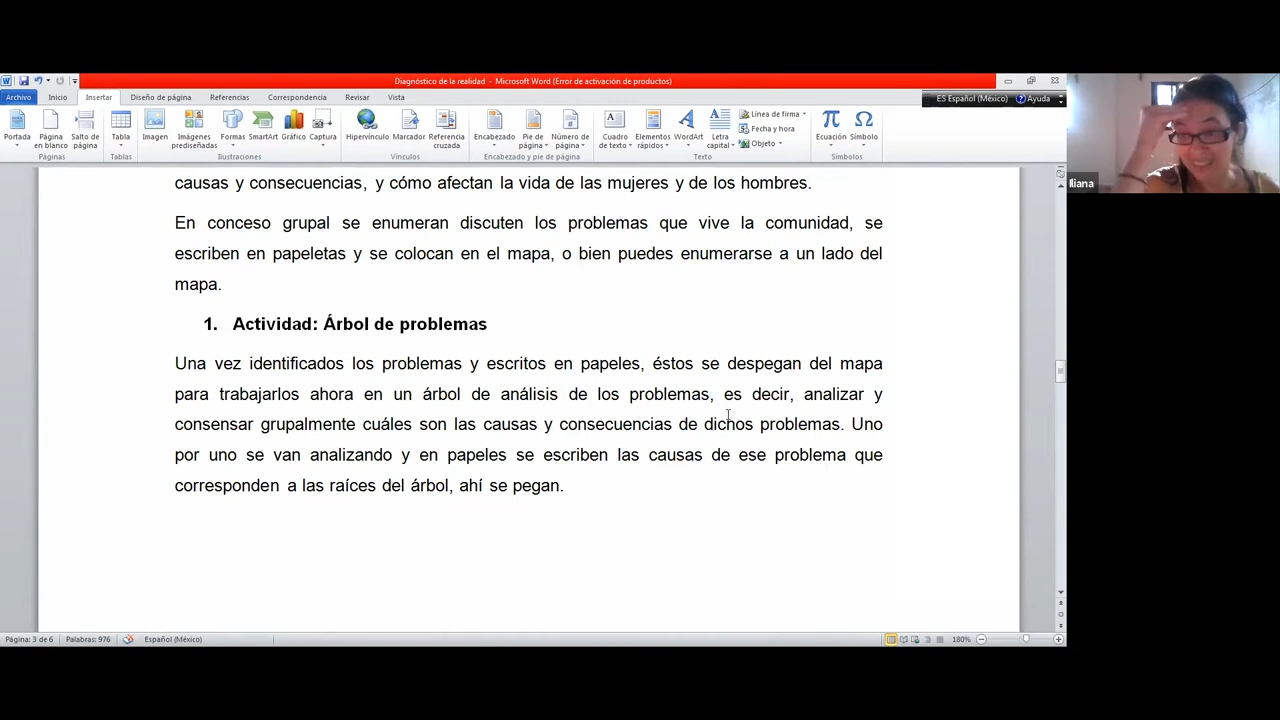 Diagnóstico de la realidad - Microsoft Word (Error de activación de productos)
Archivo Inicio Insertar Diseño de página Referencias Correspondencia Revisar Vista
ES Español (México) Ayuda
Portada Página en blanco Salto de página Tabla Imagen Imágenes prediseñadas Formas SmartArt Gráfico Captura Hipervínculo Marcador Referencia cruzada Encabezado Pie de página Número de página Cuadro de texto Elementos rápidos WordArt Letra capital Línea de firma Fecha y hora Objeto Ecuación Símbolo
Páginas Tablas Ilustraciones Vínculos Encabezado y pie de página Texto Símbolos
Iliana
causas y consecuencias, y cómo afectan la vida de las mujeres y de los hombres.
En conceso grupal se enumeran discuten los problemas que vive la comunidad, se
escriben en papeletas y se colocan en el mapa, o bien puedes enumerarse a un lado del
mapa.
1. Actividad: Árbol de problemas
Una vez identificados los problemas y escritos en papeles, éstos se despegan del mapa
para trabajarlos ahora en un árbol de análisis de los problemas, es decir, analizar y
consensar grupalmente cuáles son las causas y consecuencias de dichos problemas. Uno
por uno se van analizando y en papeles se escriben las causas de ese problema que
corresponden a las raíces del árbol, ahí se pegan.
Página: 3 de 6 Palabras: 976 Español (México) 180%